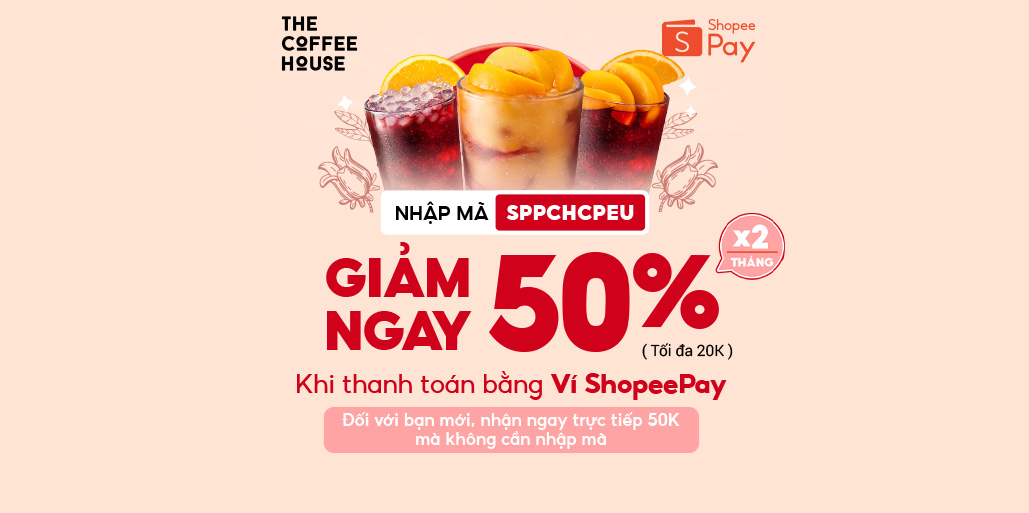 THE
COFFEE
HOUSE
Shopee
Pay
S
NHẬP MÃ SPPCHCPEU
GIẢM
NGAY
50%
x2
THÁNG
( Tối đa 20K )
Khi thanh toán bằng Ví ShopeePay
Đối với bạn mới, nhận ngay trực tiếp 50K
mà không cần nhập mà